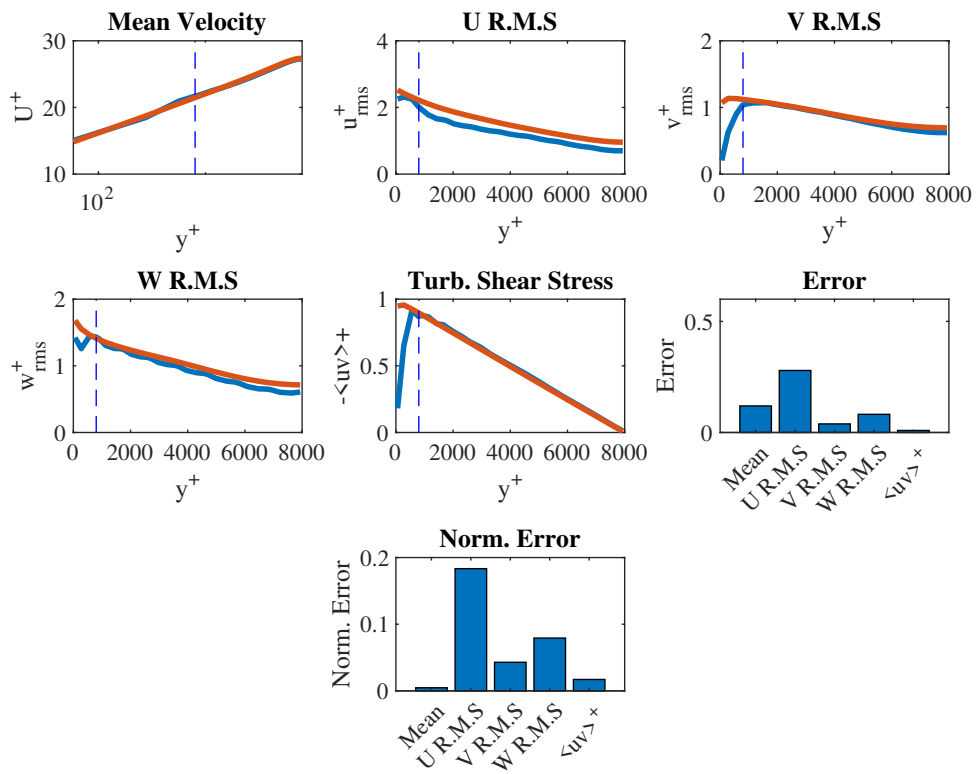 Mean Velocity
30
20
10
U+
10²
y+
U R.M.S
4
2
0
u+rms
0 2000 4000 6000 8000
y+
V R.M.S
2
1
0
v+rms
0 2000 4000 6000 8000
y+
W R.M.S
2
1
0
w+rms
0 2000 4000 6000 8000
y+
Turb. Shear Stress
1
0.5
0
-<uv>+
0 2000 4000 6000 8000
y+
Error
0.5
0
Error
Mean
U R.M.S
V R.M.S
W R.M.S
<uv> +
Norm. Error
0.2
0.1
0
Norm. Error
Mean
U R.M.S
V R.M.S
W R.M.S
<uv> +